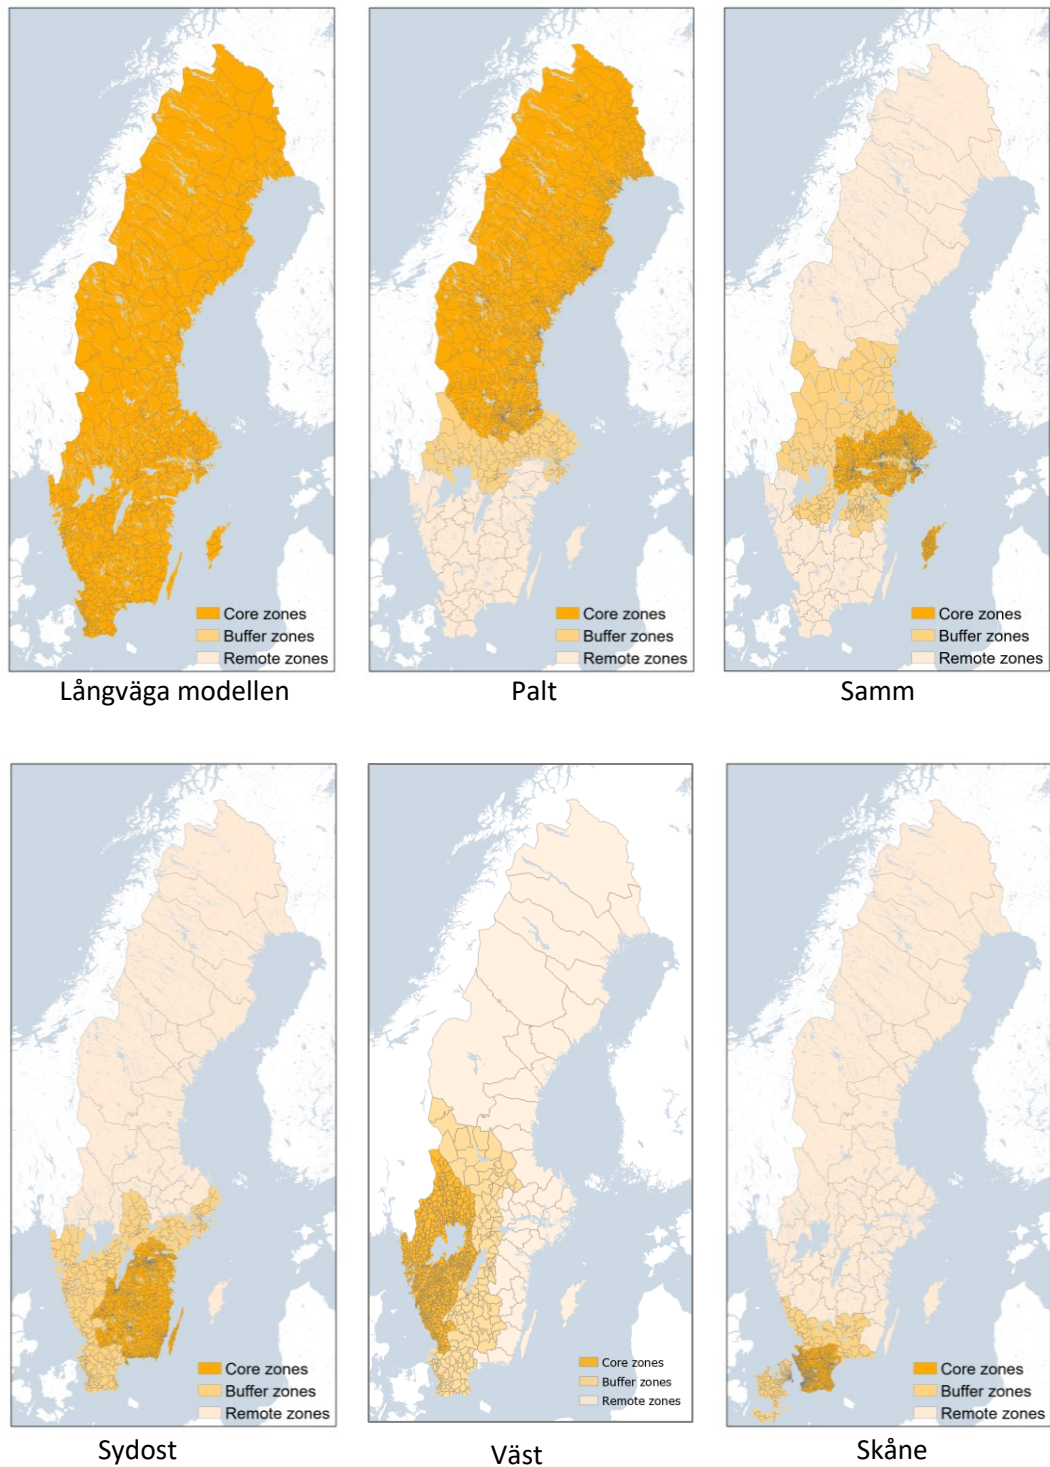 Core zones
Buffer zones
Remote zones
Långväga modellen
Core zones
Buffer zones
Remote zones
Palt
Core zones
Buffer zones
Remote zones
Samm
Core zones
Buffer zones
Remote zones
Sydost
Core zones
Buffer zones
Remote zones
Väst
Core zones
Buffer zones
Remote zones
Skåne